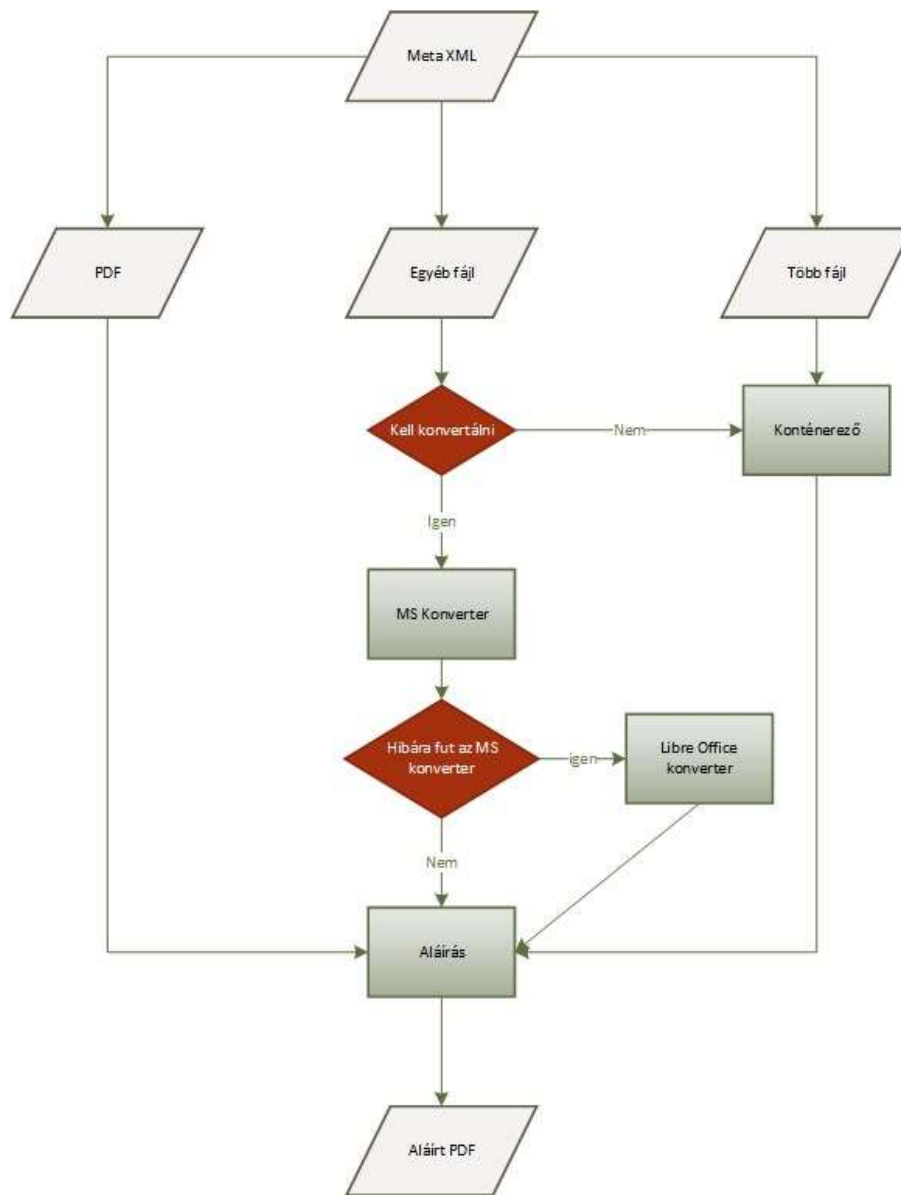 Meta XML
PDF
Egyéb fájl
Több fájl
Kell konvertálni
Nem
Konténerező
Igen
MS Konverter
Hibára fut az MS
konverter
igen
Libre Office
konverter
Nem
Aláírás
Aláírt PDF